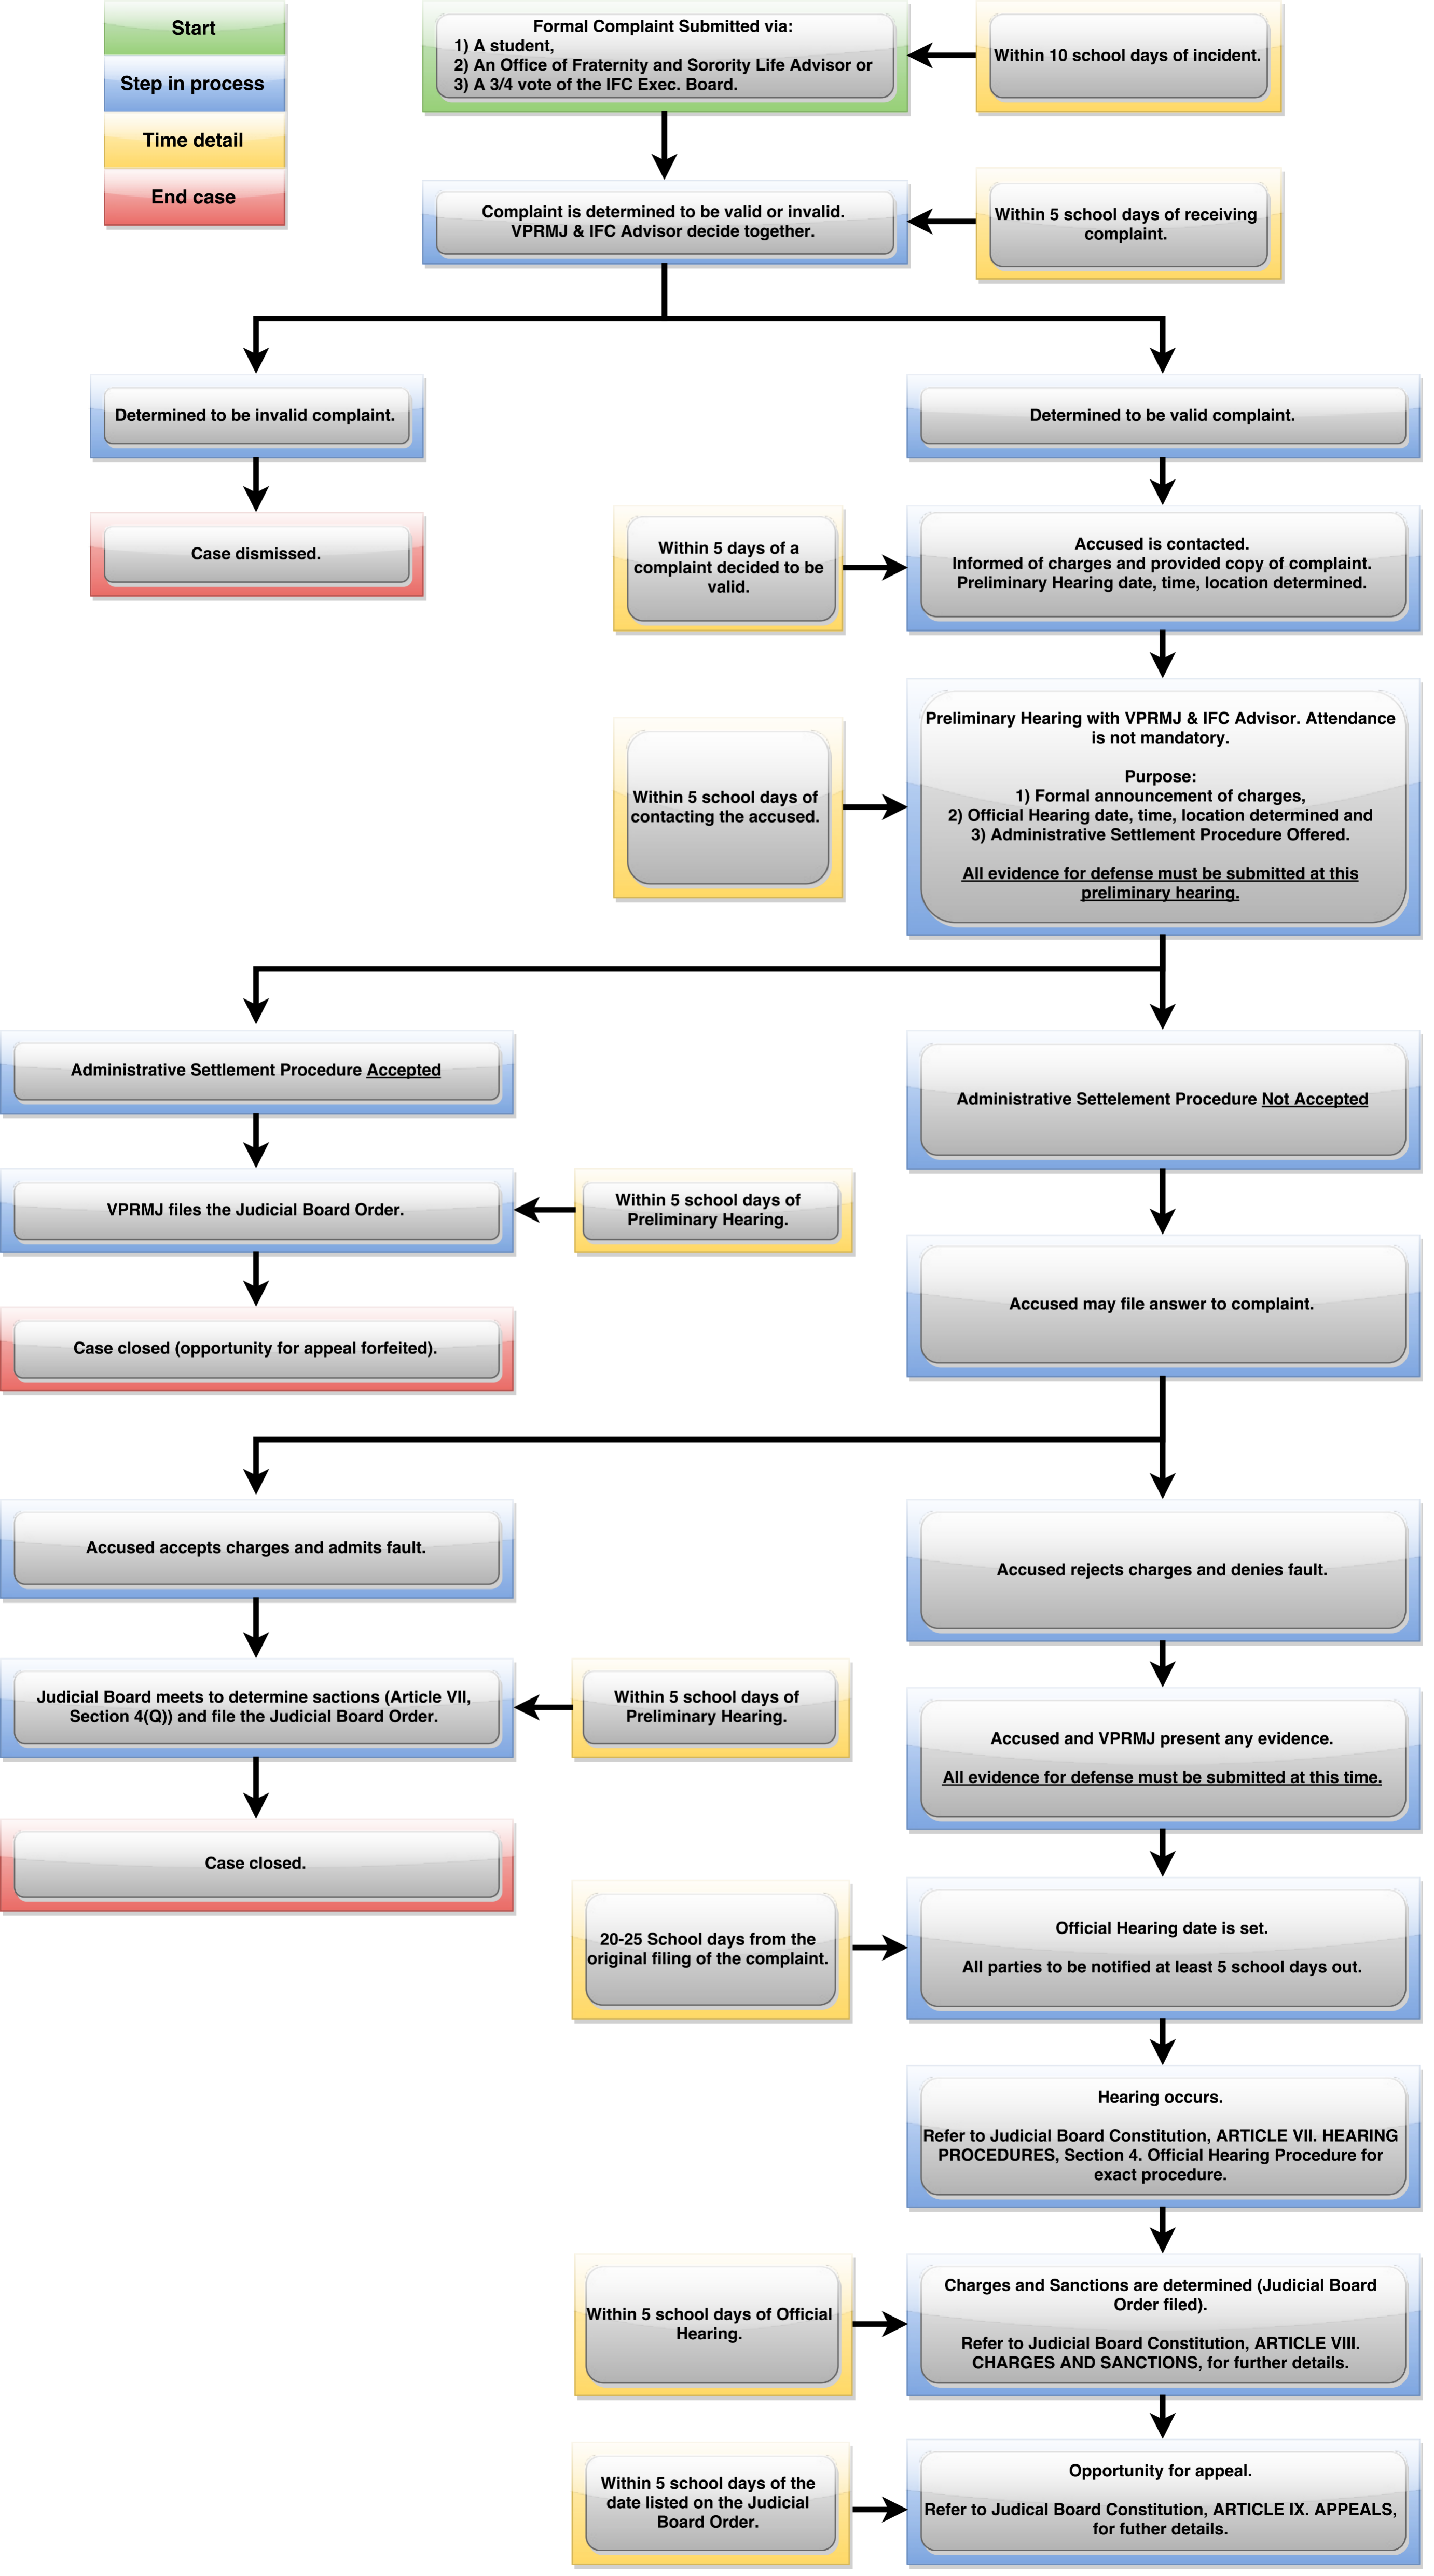 Start
Step in process
Time detail
End case
Formal Complaint Submitted via:
1) A student,
2) An Office of Fraternity and Sorority Life Advisor or
3) A 3/4 vote of the IFC Exec. Board.
Within 10 school days of incident.
Complaint is determined to be valid or invalid.
VPRMJ & IFC Advisor decide together.
Within 5 school days of receiving
complaint.
Determined to be invalid complaint.
Determined to be valid complaint.
Case dismissed.
Within 5 days of a
complaint decided to be
valid.
Accused is contacted.
Informed of charges and provided copy of complaint.
Preliminary Hearing date, time, location determined.
Within 5 school days of
contacting the accused.
Preliminary Hearing with VPRMJ & IFC Advisor. Attendance
is not mandatory.
Purpose:
1) Formal announcement of charges,
2) Official Hearing date, time, location determined and
3) Administrative Settlement Procedure Offered.
All evidence for defense must be submitted at this
preliminary hearing.
Administrative Settlement Procedure Accepted
Administrative Settelement Procedure Not Accepted
VPRMJ files the Judicial Board Order.
Within 5 school days of
Preliminary Hearing.
Accused may file answer to complaint.
Case closed (opportunity for appeal forfeited).
Accused accepts charges and admits fault.
Accused rejects charges and denies fault.
Judicial Board meets to determine sactions (Article VII,
Section 4(Q)) and file the Judicial Board Order.
Within 5 school days of
Preliminary Hearing.
Accused and VPRMJ present any evidence.
All evidence for defense must be submitted at this time.
Case closed.
20-25 School days from the
original filing of the complaint.
Official Hearing date is set.
All parties to be notified at least 5 school days out.
Hearing occurs.
Refer to Judicial Board Constitution, ARTICLE VII. HEARING
PROCEDURES, Section 4. Official Hearing Procedure for
exact procedure.
Within 5 school days of Official
Hearing.
Charges and Sanctions are determined (Judicial Board
Order filed).
Refer to Judicial Board Constitution, ARTICLE VIII.
CHARGES AND SANCTIONS, for further details.
Within 5 school days of the
date listed on the Judicial
Board Order.
Opportunity for appeal.
Refer to Judical Board Constitution, ARTICLE IX. APPEALS,
for futher details.